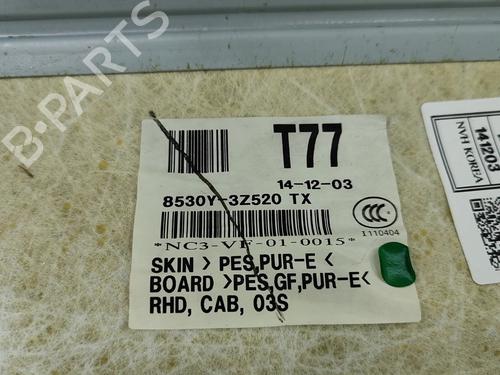 T77
14-12-03
8530Y-3Z520 TX
CCC
1110404
*NC3-VF-01-0015*
SKIN > PES,PUR-E <
BOARD >PES,GF,PUR-E<
RHD, CAB, 03S
141203
NVH KOREA
B-PARTS